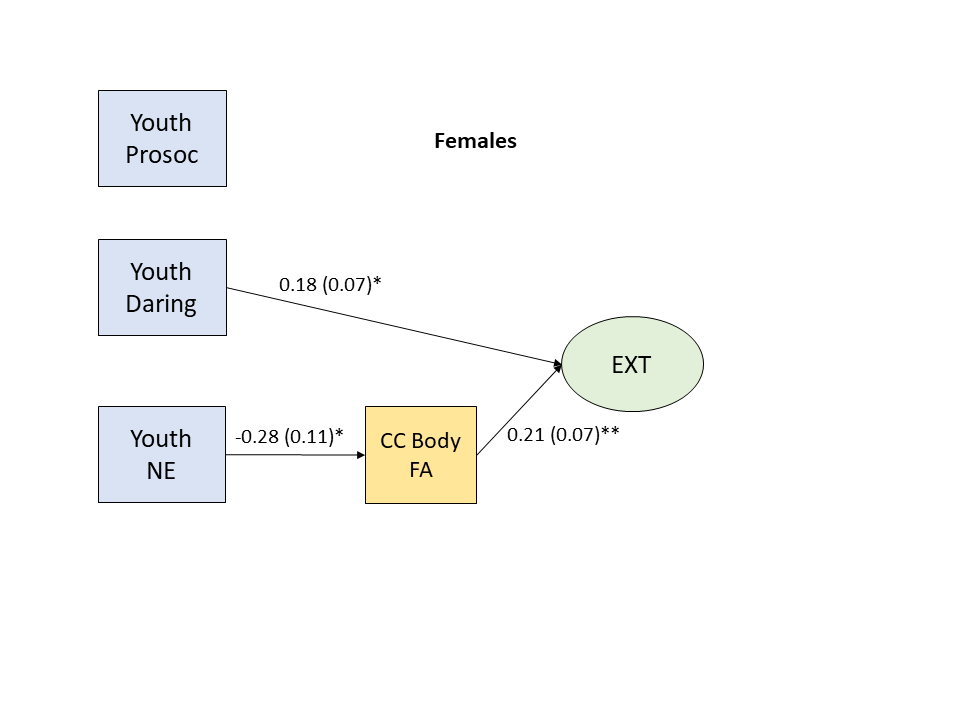 Youth
Prosoc
Females
Youth
Daring
0.18 (0.07)*
EXT
Youth
NE
-0.28 (0.11)*
CC Body
FA
0.21 (0.07)**